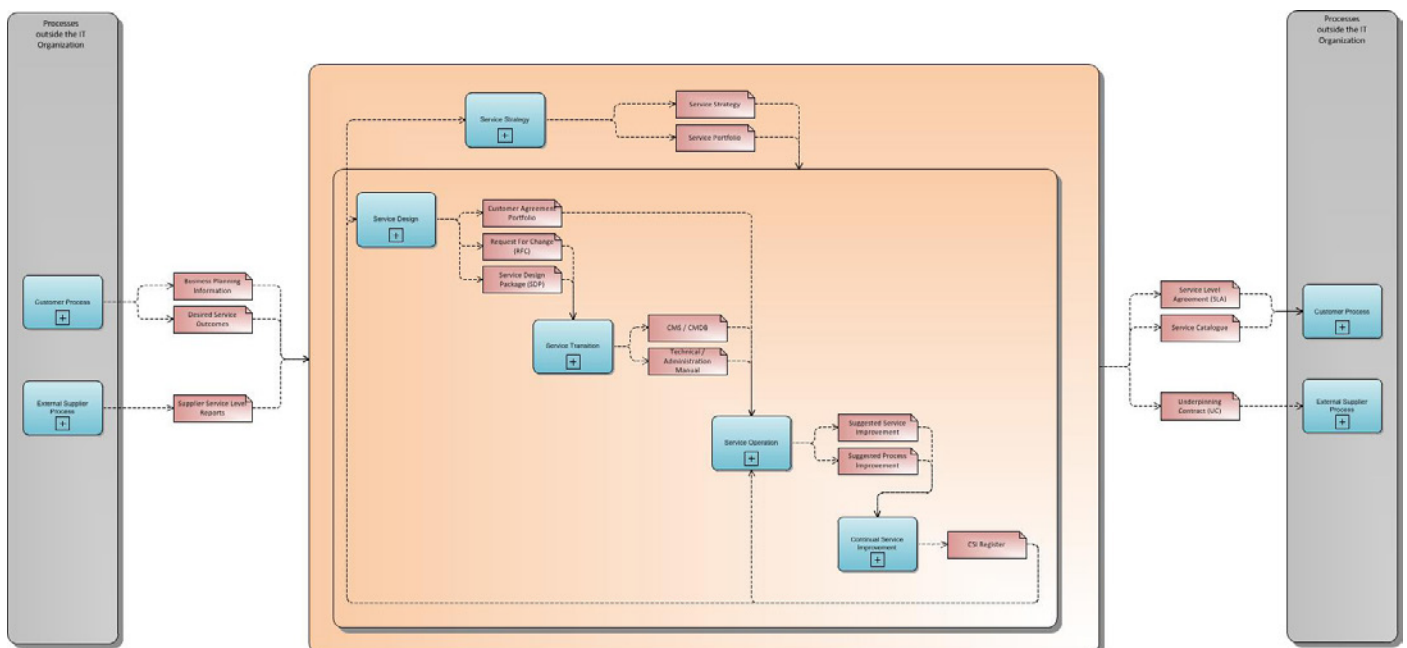 Processes
outside the IT
Organization
Customer Process
External Supplier
Process
Business Planning
Information
Desired Service
Outcomes
Supplier Service Level
Reports
Service Strategy
Service Strategy
Service Portfolio
Service Design
Customer Agreement
Portfolio
Request For Change
(RFC)
Service Design
Package (SDP)
Service Transition
CMS / CMDB
Technical /
Administration
Manual
Service Operation
Suggested Service
Improvement
Suggested Process
Improvement
Continual Service
Improvement
CSI Register
Service Level
Agreement (SLA)
Service Catalogue
Underpinning
Contract (UC)
Processes
outside the IT
Organization
Customer Process
External Supplier
Process